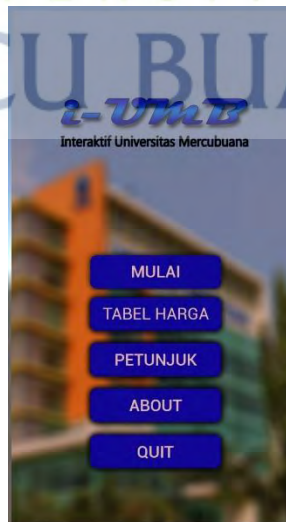 CU BUA
i-UMB
Interaktif Universitas Mercubuana
MULAI
TABEL HARGA
PETUNJUK
ABOUT
QUIT